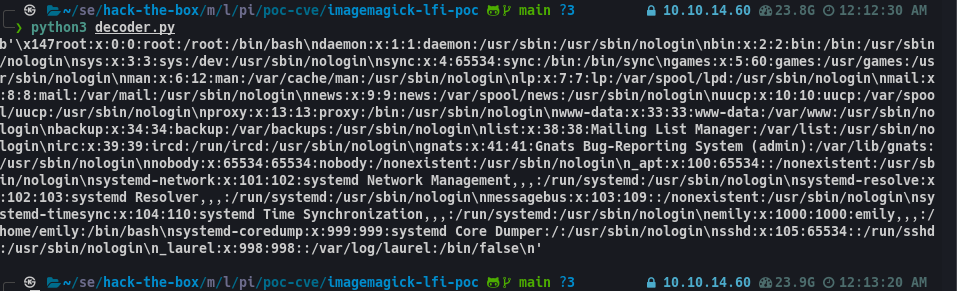 ~/se/hack-the-box/m/l/pi/poc-cve/imagemagick-lfi-poc main ?3 10.10.14.60 23.8G 12:12:30 AM
❯ python3 decoder.py
b'\x147root:x:0:0:root:/root:/bin/bash\ndaemon:x:1:1:daemon:/usr/sbin:/usr/sbin/nologin\nbin:x:2:2:bin:/bin:/usr/sbin
/nologin\nsys:x:3:3:sys:/dev:/usr/sbin/nologin\nsync:x:4:65534:sync:/bin:/bin/sync\ngames:x:5:60:games:/usr/games:/us
r/sbin/nologin\nman:x:6:12:man:/var/cache/man:/usr/sbin/nologin\nlp:x:7:7:lp:/var/spool/lpd:/usr/sbin/nologin\nmail:x
:8:8:mail:/var/mail:/usr/sbin/nologin\nnews:x:9:9:news:/var/spool/news:/usr/sbin/nologin\nuucp:x:10:10:uucp:/var/spoo
l/uucp:/usr/sbin/nologin\nproxy:x:13:13:proxy:/bin:/usr/sbin/nologin\nwww-data:x:33:33:www-data:/var/www:/usr/sbin/no
login\nbackup:x:34:34:backup:/var/backups:/usr/sbin/nologin\nlist:x:38:38:Mailing List Manager:/var/list:/usr/sbin/no
login\nirc:x:39:39:ircd:/run/ircd:/usr/sbin/nologin\ngnats:x:41:41:Gnats Bug-Reporting System (admin):/var/lib/gnats:
/usr/sbin/nologin\nnobody:x:65534:65534:nobody:/nonexistent:/usr/sbin/nologin\n_apt:x:100:65534::/nonexistent:/usr/sb
in/nologin\nsystemd-network:x:101:102:systemd Network Management,,,:/run/systemd:/usr/sbin/nologin\nsystemd-resolve:x
:102:103:systemd Resolver,,,:/run/systemd:/usr/sbin/nologin\nmessagebus:x:103:109::/nonexistent:/usr/sbin/nologin\nsy
stemd-timesync:x:104:110:systemd Time Synchronization,,,:/run/systemd:/usr/sbin/nologin\nemily:x:1000:1000:emily,,,:/
home/emily:/bin/bash\nsystemd-coredump:x:999:999:systemd Core Dumper:/:/usr/sbin/nologin\nsshd:x:105:65534::/run/sshd
:/usr/sbin/nologin\n_laurel:x:998:998::/var/log/laurel:/bin/false\n'
~/se/hack-the-box/m/l/pi/poc-cve/imagemagick-lfi-poc main ?3 10.10.14.60 23.9G 12:13:20 AM